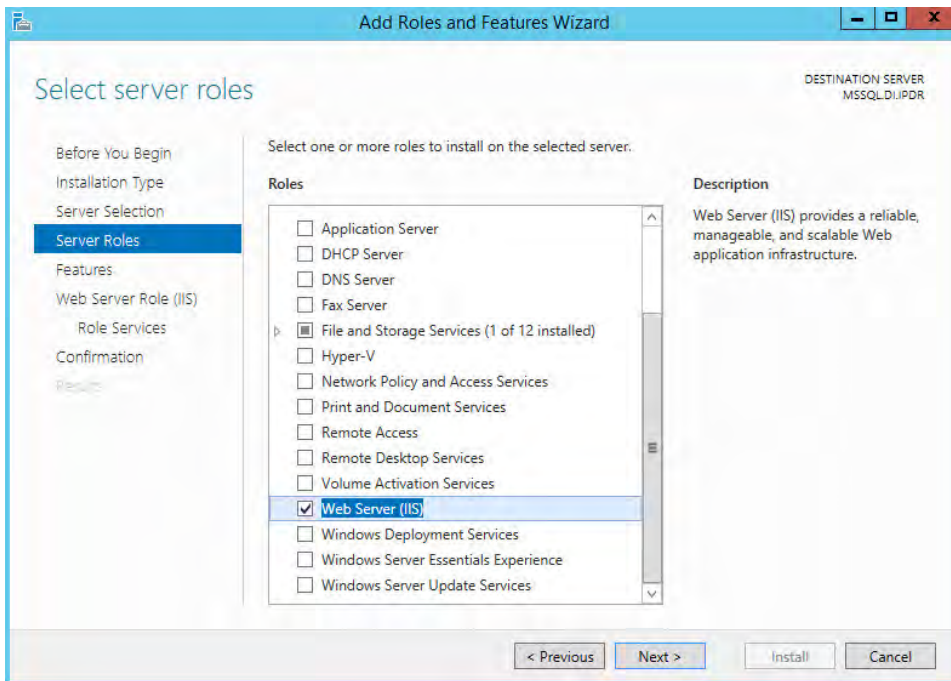 Add Roles and Features Wizard
Select server roles
DESTINATION SERVER
MSSQL.DI.IPDR
Before You Begin
Installation Type
Server Selection
Server Roles
Features
Web Server Role (IIS)
Role Services
Confirmation
Results
Select one or more roles to install on the selected server.
Roles
Application Server
DHCP Server
DNS Server
Fax Server
File and Storage Services (1 of 12 installed)
Hyper-V
Network Policy and Access Services
Print and Document Services
Remote Access
Remote Desktop Services
Volume Activation Services
Web Server (IIS)
Windows Deployment Services
Windows Server Essentials Experience
Windows Server Update Services
Description
Web Server (IIS) provides a reliable,
manageable, and scalable Web
application infrastructure.
< Previous
Next >
Install
Cancel